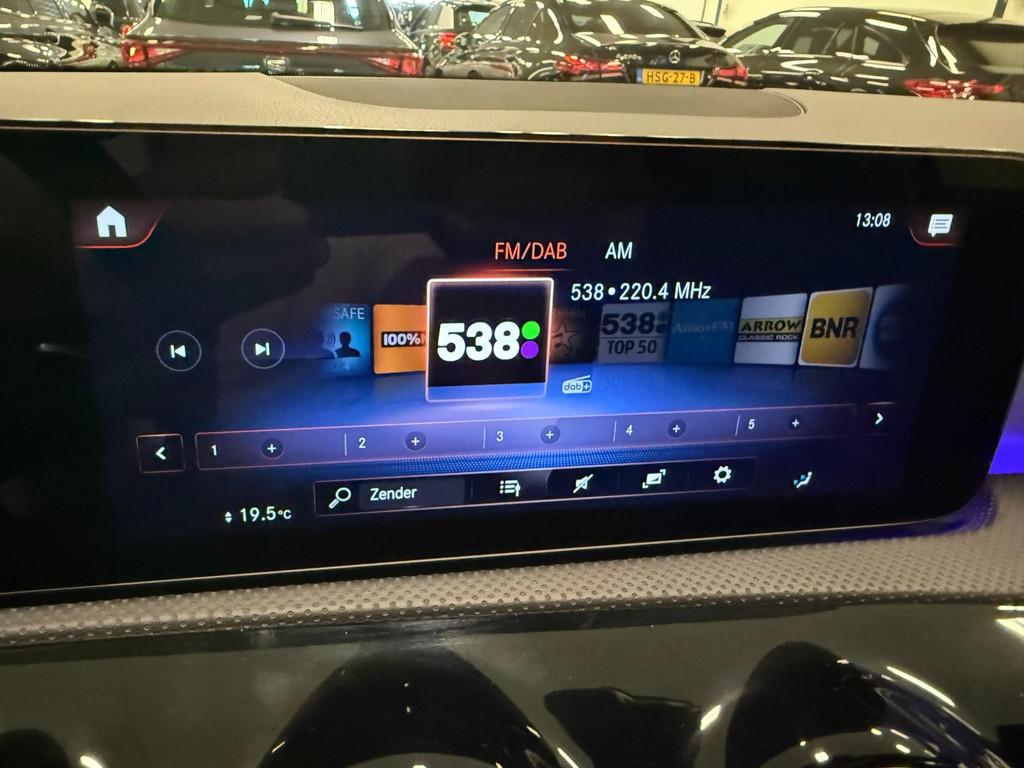 HSG-27-B
13:08
FM/DAB AM
538 • 220.4 MHz
SAFE
100%
538
538
TOP 50
ARROW
CLASSIC ROCK
BNR
dab+
1 + 2 + 3 + 4 + 5 +
Zender
19.5°C